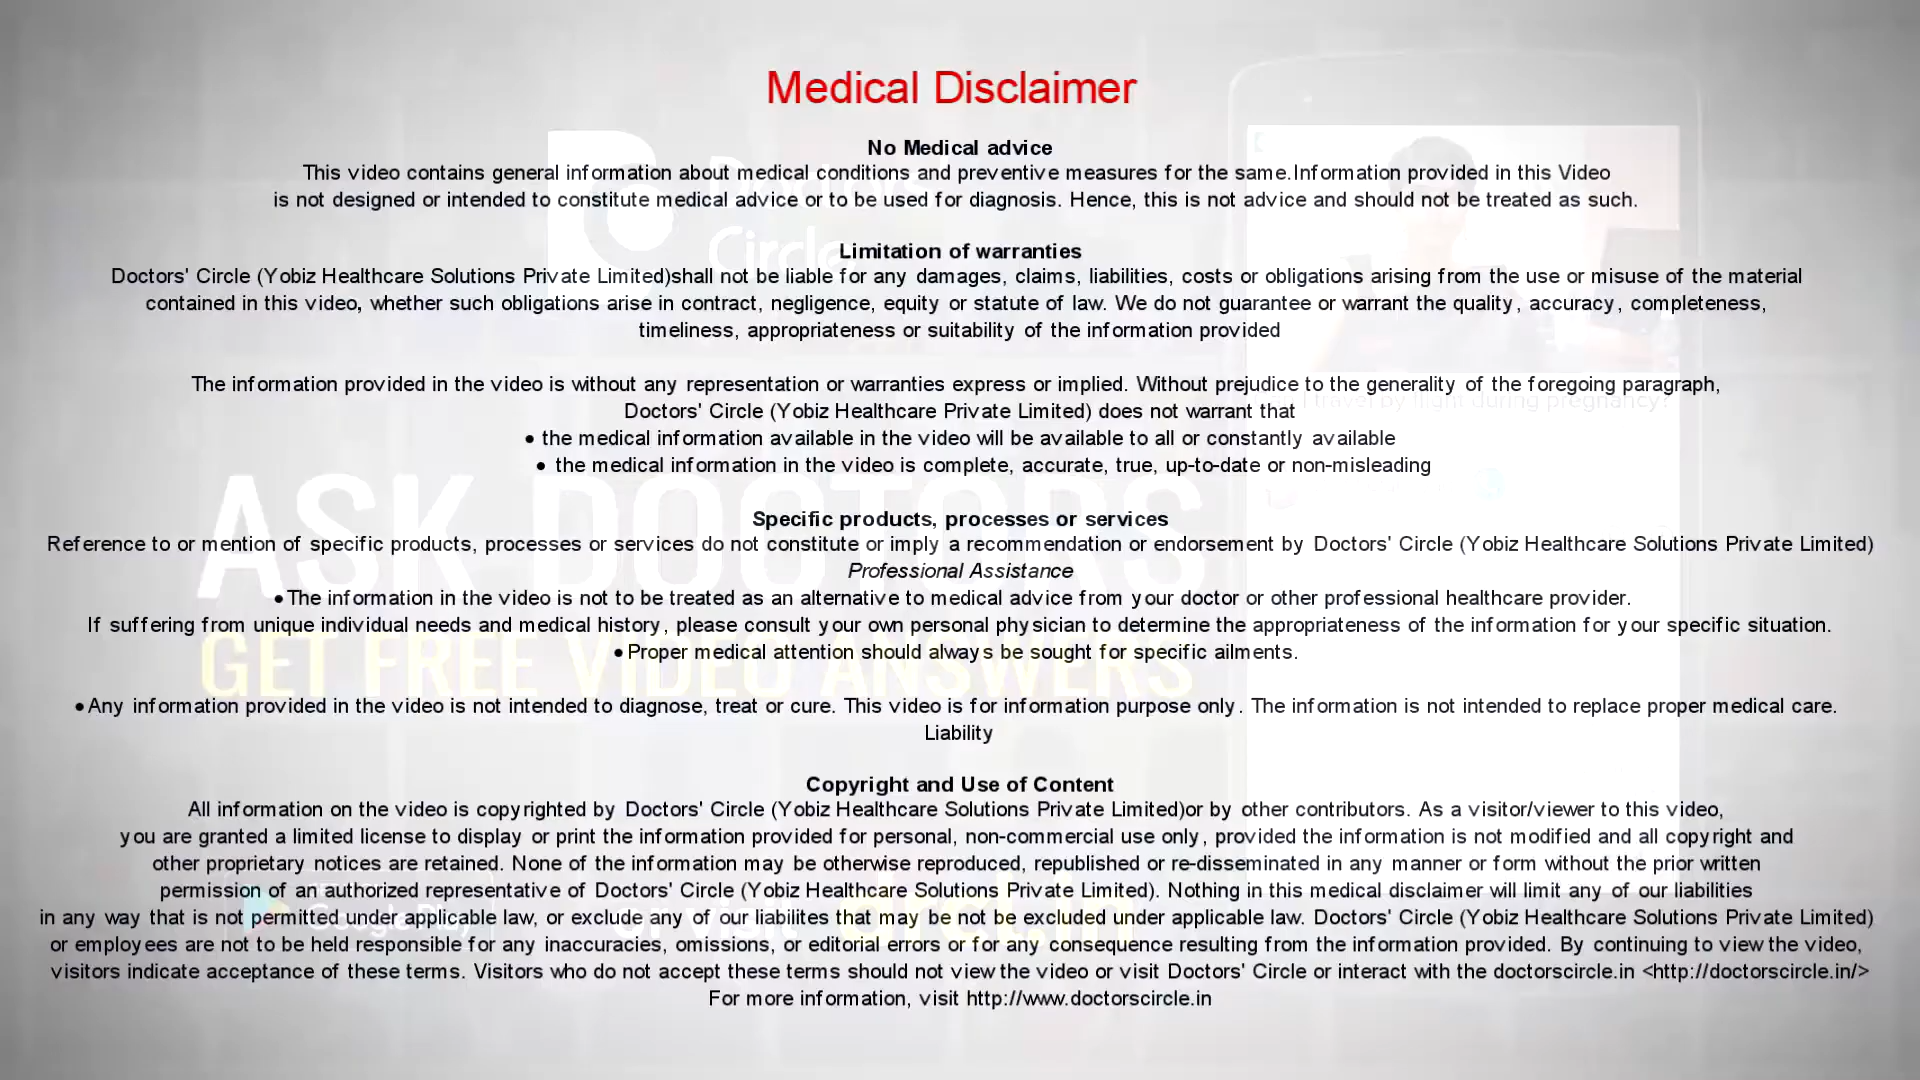 Medical Disclaimer
No Medical advice
This video contains general information about medical conditions and preventive measures for the same.Information provided in this Video
is not designed or intended to constitute medical advice or to be used for diagnosis. Hence, this is not advice and should not be treated as such.
Doctors'
Circle
Limitation of warranties
Doctors' Circle (Yobiz Healthcare Solutions Private Limited)shall not be liable for any damages, claims, liabilities, costs or obligations arising from the use or misuse of the material
contained in this video, whether such obligations arise in contract, negligence, equity or statute of law. We do not guarantee or warrant the quality, accuracy, completeness,
timeliness, appropriateness or suitability of the information provided
The information provided in the video is without any representation or warranties express or implied. Without prejudice to the generality of the foregoing paragraph,
Can I travel by flight during pregnancy?
Doctors' Circle (Yobiz Healthcare Private Limited) does not warrant that
• the medical information available in the video will be available to all or constantly available
• the medical information in the video is complete, accurate, true, up-to-date or non-misleading
ASK DOCTORS
Specific products, processes or services
Reference to or mention of specific products, processes or services do not constitute or imply a recommendation or endorsement by Doctors' Circle (Yobiz Healthcare Solutions Private Limited)
Professional Assistance
•The information in the video is not to be treated as an alternative to medical advice from your doctor or other professional healthcare provider.
If suffering from unique individual needs and medical history, please consult your own personal physician to determine the appropriateness of the information for your specific situation.
•Proper medical attention should always be sought for specific ailments.
GET FREE VIDEO ANSWERS
•Any information provided in the video is not intended to diagnose, treat or cure. This video is for information purpose only. The information is not intended to replace proper medical care.
Liability
Copyright and Use of Content
All information on the video is copyrighted by Doctors' Circle (Yobiz Healthcare Solutions Private Limited)or by other contributors. As a visitor/viewer to this video,
you are granted a limited license to display or print the information provided for personal, non-commercial use only, provided the information is not modified and all copyright and
other proprietary notices are retained. None of the information may be otherwise reproduced, republished or re-disseminated in any manner or form without the prior written
permission of an authorized representative of Doctors' Circle (Yobiz Healthcare Solutions Private Limited). Nothing in this medical disclaimer will limit any of our liabilities
Google Play
or visit drcl.in
in any way that is not permitted under applicable law, or exclude any of our liabilites that may be not be excluded under applicable law. Doctors' Circle (Yobiz Healthcare Solutions Private Limited)
or employees are not to be held responsible for any inaccuracies, omissions, or editorial errors or for any consequence resulting from the information provided. By continuing to view the video,
visitors indicate acceptance of these terms. Visitors who do not accept these terms should not view the video or visit Doctors' Circle or interact with the doctorscircle.in <http://doctorscircle.in/>
For more information, visit http://www.doctorscircle.in